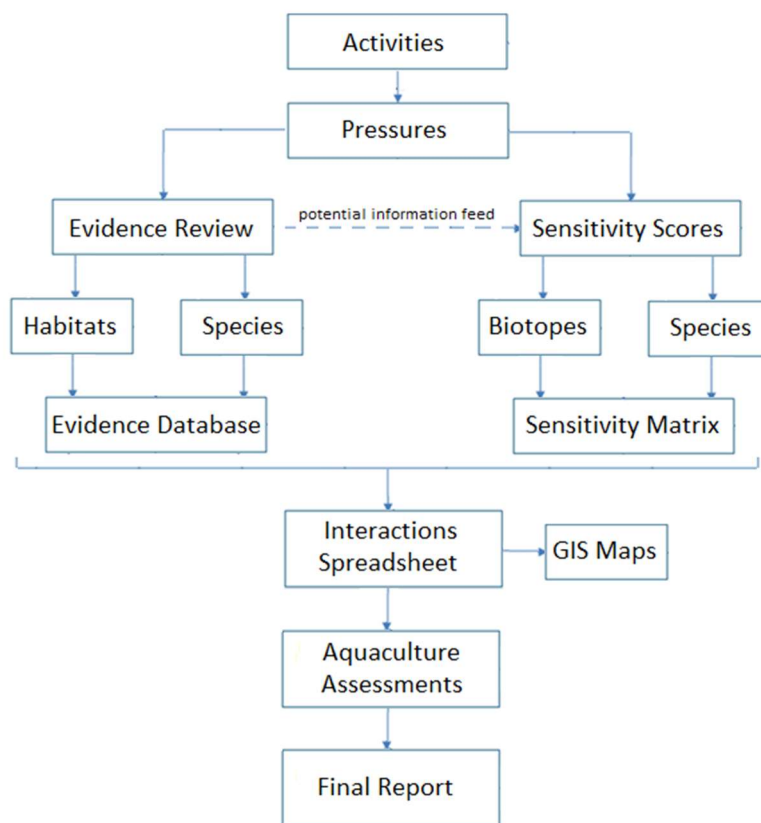 Activities
Pressures
Evidence Review
potential information feed
Sensitivity Scores
Habitats
Species
Biotopes
Species
Evidence Database
Sensitivity Matrix
Interactions
Spreadsheet
GIS Maps
Aquaculture
Assessments
Final Report